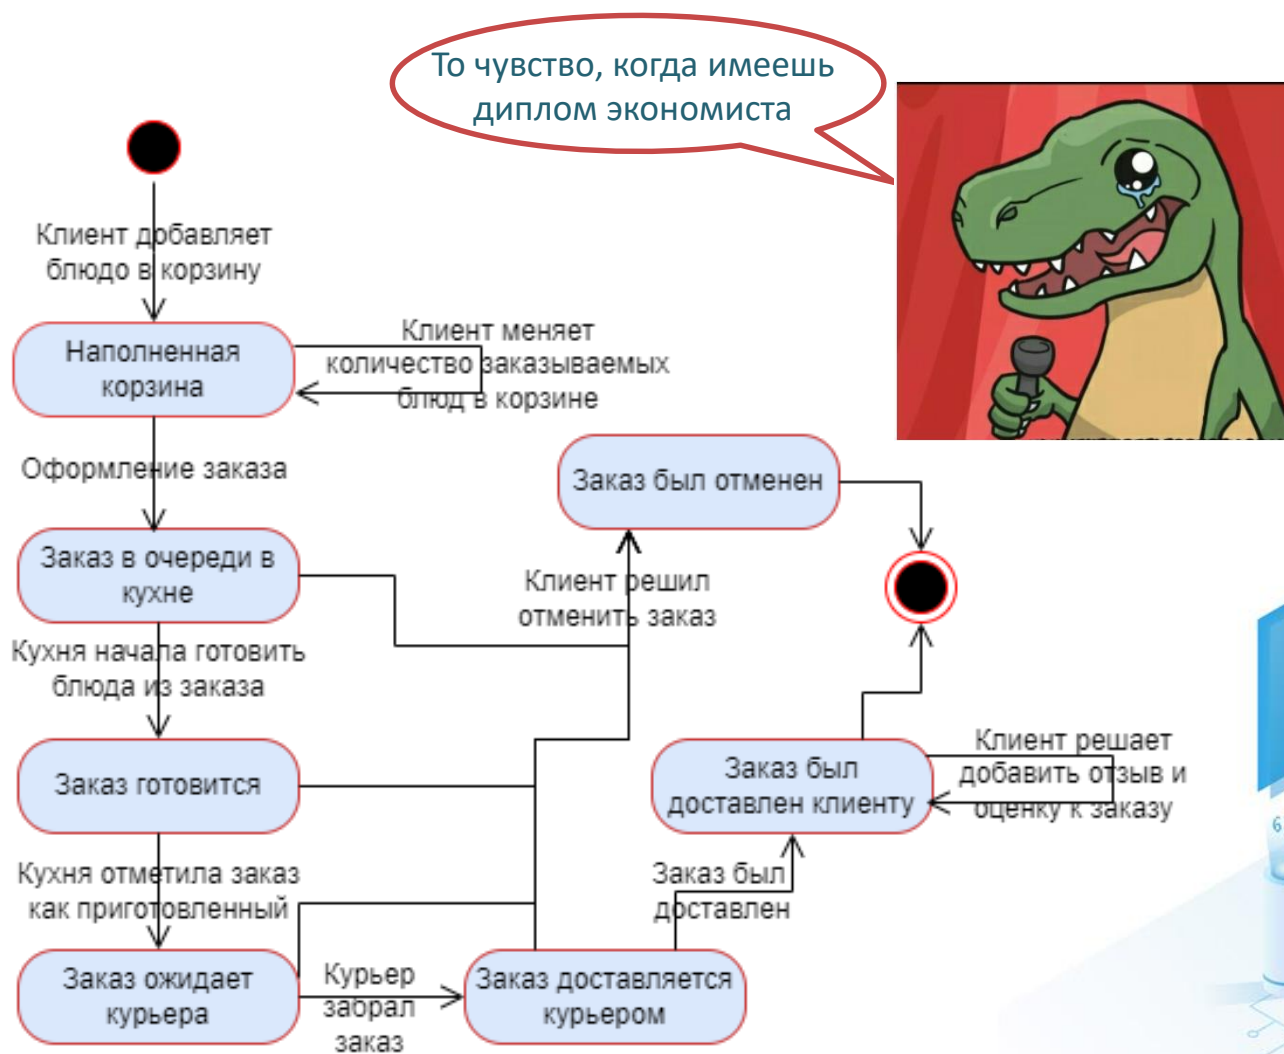 То чувство, когда имеешь
диплом экономиста
Клиент добавляет
блюдо в корзину
Наполненная
корзина
Клиент меняет
количество заказываемых
блюд в корзине
Оформление заказа
Заказ был отменен
Заказ в очереди в
кухне
Клиент решил
отменить заказ
Кухня начала готовить
блюда из заказа
Заказ готовится
Заказ был
доставлен клиенту
Клиент решает
добавить отзыв и
оценку к заказу
Кухня отметила заказ
как приготовленный
Заказ был
доставлен
Заказ ожидает
курьера
Курьер
забрал
заказ
Заказ доставляется
курьером
6